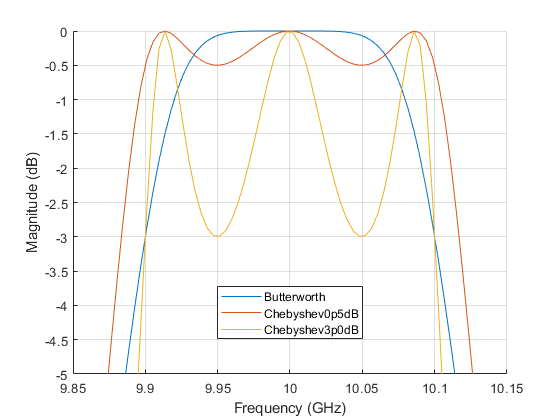 0
-0.5
-1
-1.5
-2
-2.5
-3
-3.5
-4
-4.5
-5
Magnitude (dB)
Butterworth
Chebyshev0p5dB
Chebyshev3p0dB
9.85 9.9 9.95 10 10.05 10.1 10.15
Frequency (GHz)